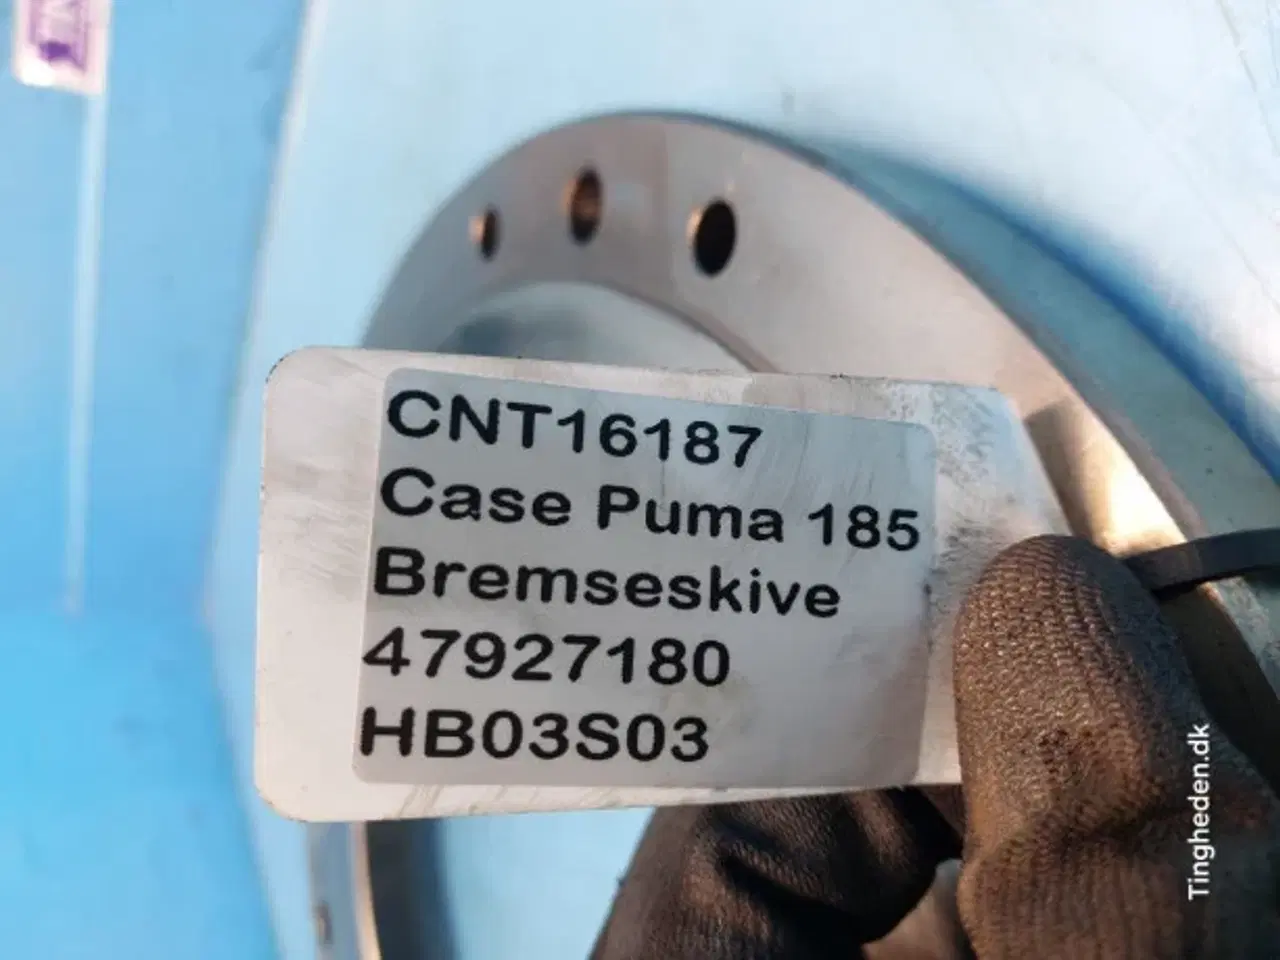 CNT16187
Case Puma 185
Bremseskive
47927180
HB03S03
Tingheden.dk